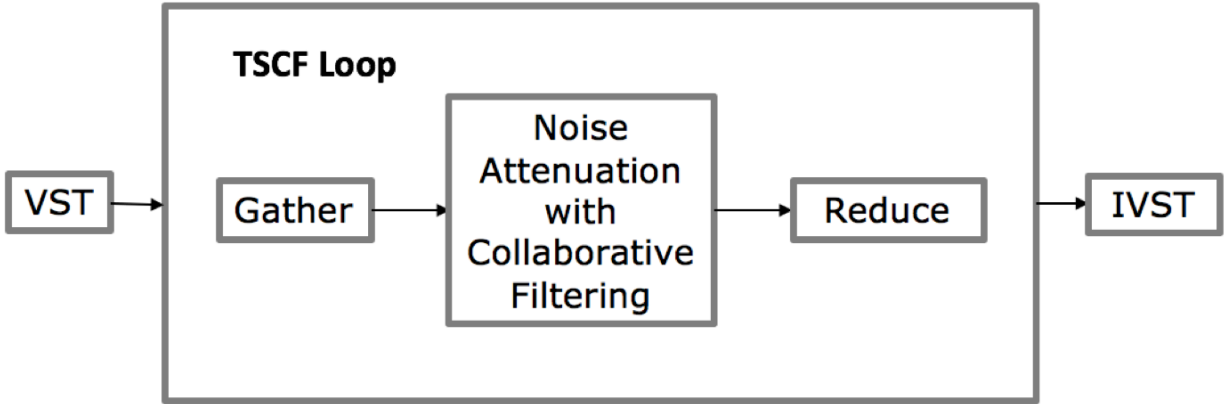 TSCF Loop
VST
Gather
Noise
Attenuation
with
Collaborative
Filtering
Reduce
IVST